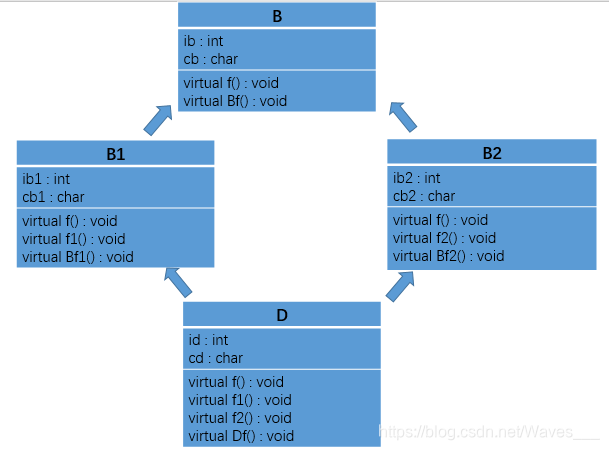 B
ib : int
cb : char
virtual f() : void
virtual Bf() : void
B1
ib1 : int
cb1 : char
virtual f() : void
virtual f1() : void
virtual Bf1() : void
B2
ib2 : int
cb2 : char
virtual f() : void
virtual f2() : void
virtual Bf2() : void
D
id : int
cd : char
virtual f() : void
virtual f1() : void
virtual f2() : void
virtual Df() : void
https://blog.csdn.net/Waves___